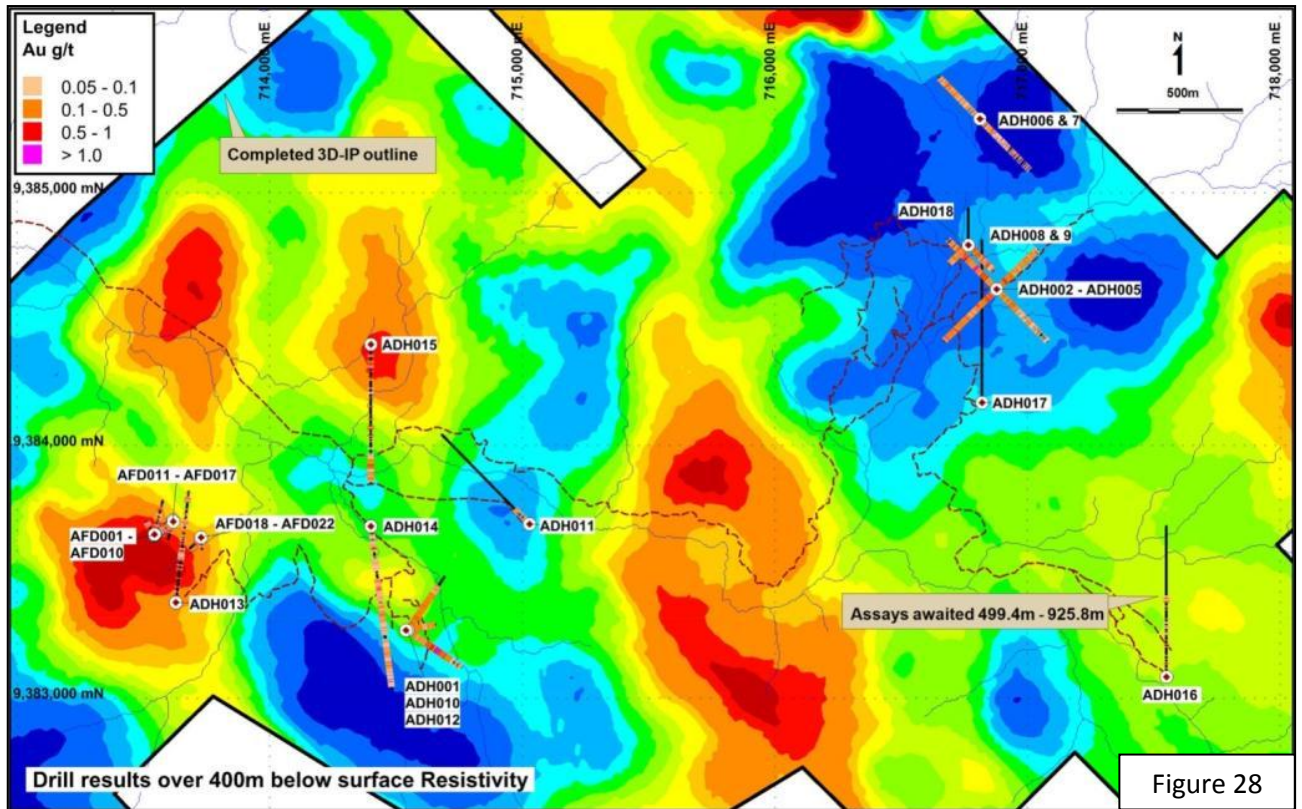 Legend
Au g/t
0.05 - 0.1
0.1 - 0.5
0.5 - 1
> 1.0
714,000 mE
715,000 mE
716,000 mE
717,000 mE
718,000 mE
N
500m
Completed 3D-IP outline
ADH006 & 7
9,385,000 mN
ADH018
ADH008 & 9
ADH002 - ADH005
ADH015
ADH017
9,384,000 mN
AFD011 - AFD017
AFD018 - AFD022
AFD001 -
AFD010
ADH014
ADH011
ADH013
Assays awaited 499.4m - 925.8m
ADH001
ADH010
ADH012
9,383,000 mN
ADH016
Drill results over 400m below surface Resistivity
Figure 28